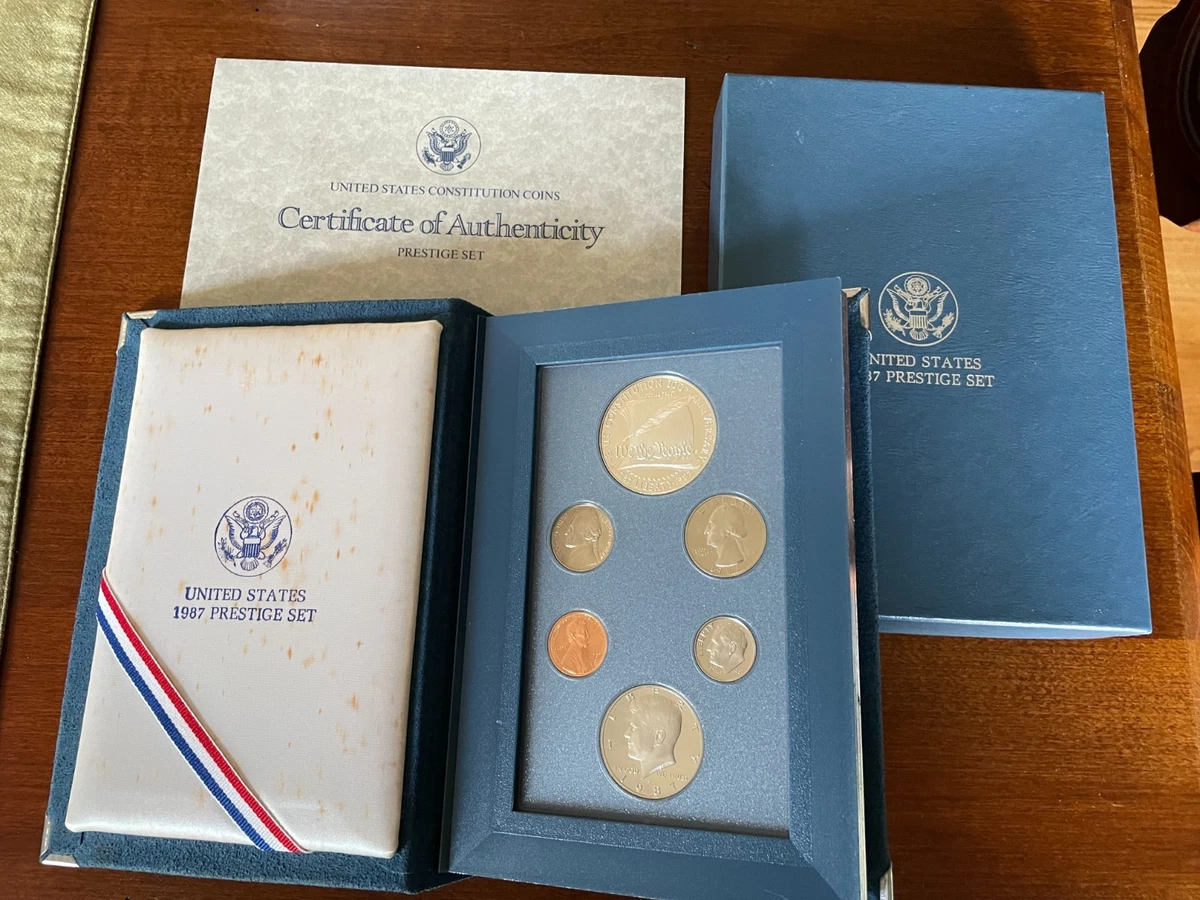 UNITED STATES CONSTITUTION COINS
Certificate of Authenticity
PRESTIGE SET
NITED STATES
87 PRESTIGE SET
UNITED STATES
1987 PRESTIGE SET
We the People
1987